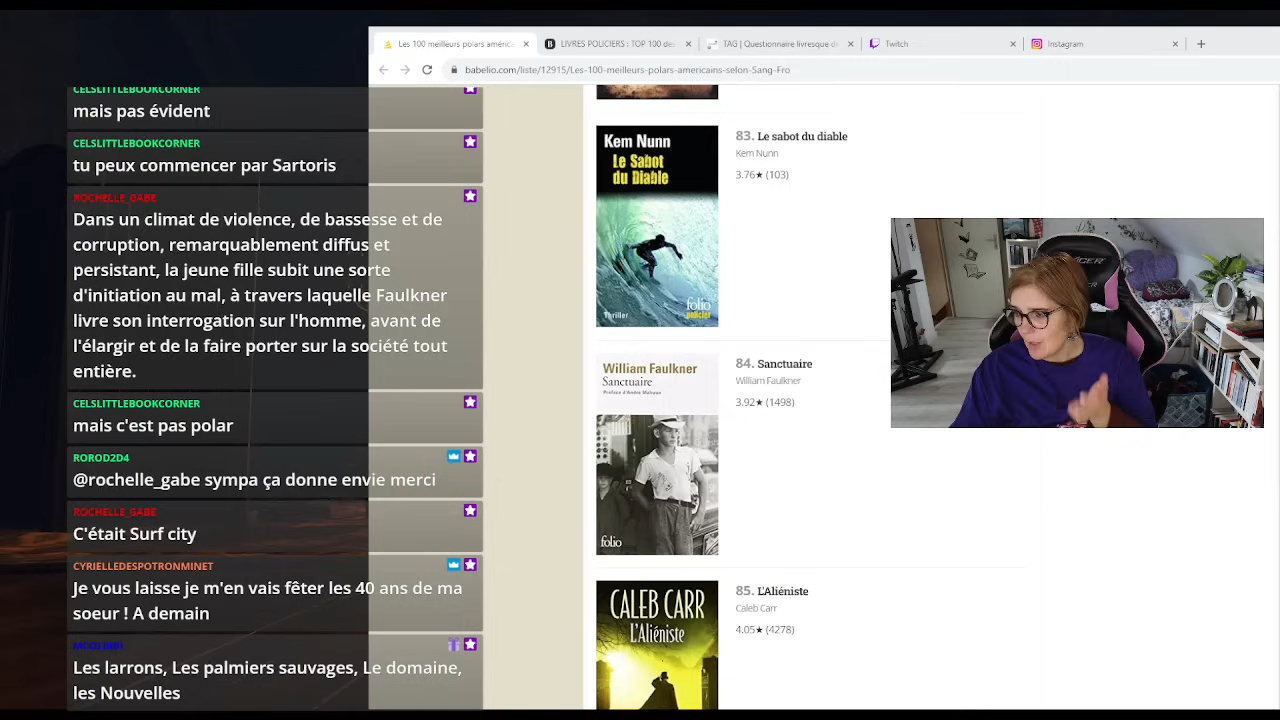 Les 100 meilleurs polars améric
LIVRES POLICIERS : TOP 100 des
TAG | Questionnaire livresque d
Twitch
Instagram
babelio.com/liste/12915/Les-100-meilleurs-polars-americains-selon-Sang-Fro
CELSLITTLEBOOKCORNER
mais pas évident
CELSLITTLEBOOKCORNER
tu peux commencer par Sartoris
ROCHELLE_GABE
Dans un climat de violence, de bassesse et de
corruption, remarquablement diffus et
persistant, la jeune fille subit une sorte
d'initiation au mal, à travers laquelle Faulkner
livre son interrogation sur l'homme, avant de
l'élargir et de la faire porter sur la société tout
entière.
CELSLITTLEBOOKCORNER
mais c'est pas polar
ROROD2D4
@rochelle_gabe sympa ça donne envie merci
ROCHELLE_GABE
C'était Surf city
CYRIELLEDESPOTRONMINET
Je vous laisse je m'en vais fêter les 40 ans de ma
soeur ! A demain
Les larrons, Les palmiers sauvages, Le domaine,
les Nouvelles
Kem Nunn
Le Sabot
du Diable
Thriller
folio
policier
83. Le sabot du diable
Kem Nunn
3.76★ (103)
William Faulkner
Sanctuaire
Préface d'André Malraux
folio
84. Sanctuaire
William Faulkner
3.92★ (1498)
CALEB CARR
L'Aliéniste
85. L'Aliéniste
Caleb Carr
4.05★ (4278)